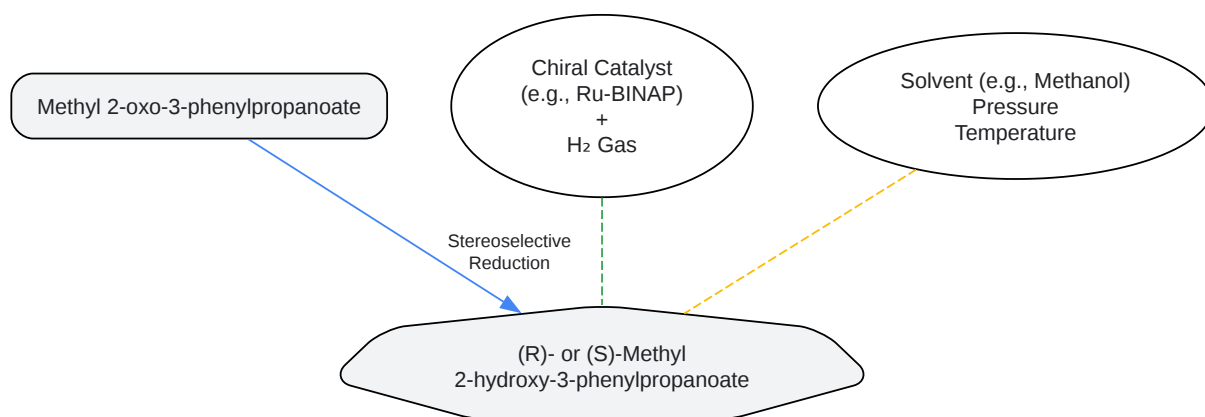 Methyl 2-oxo-3-phenylpropanoate
Chiral Catalyst
(e.g., Ru-BINAP)
+
H₂ Gas
Solvent (e.g., Methanol)
Pressure
Temperature
Stereoselective
Reduction
(R)- or (S)-Methyl
2-hydroxy-3-phenylpropanoate